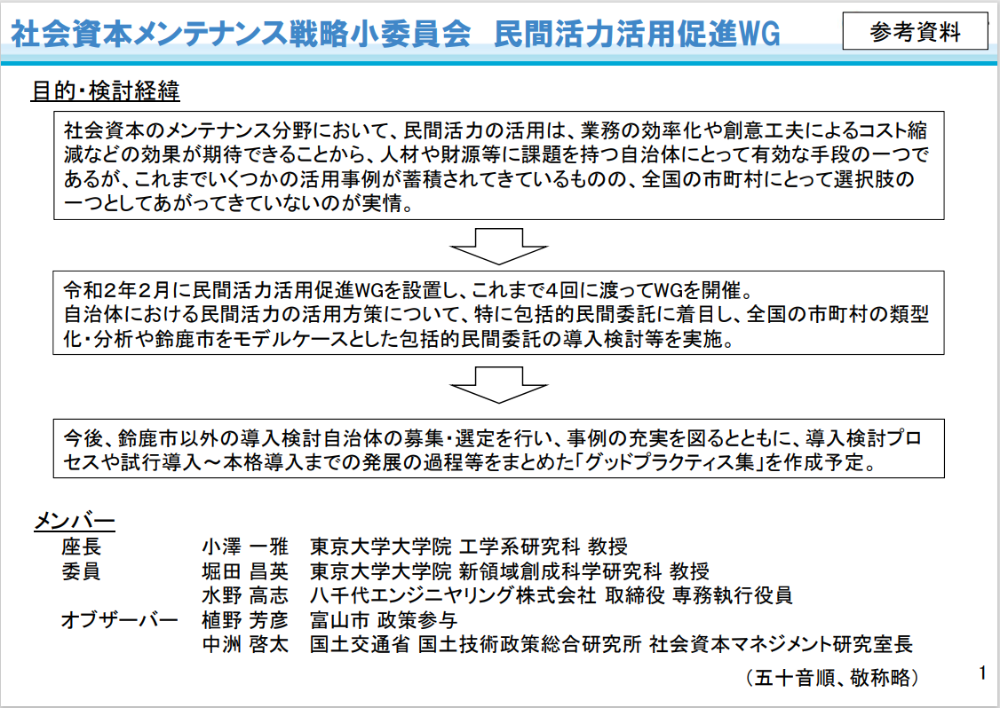 社会資本メンテナンス戦略小委員会　民間活力活用促進WG
参考資料
目的・検討経緯
社会資本のメンテナンス分野において、民間活力の活用は、業務の効率化や創意工夫によるコスト縮
減などの効果が期待できることから、人材や財源等に課題を持つ自治体にとって有効な手段の一つで
あるが、これまでいくつかの活用事例が蓄積されてきているものの、全国の市町村にとって選択肢の
一つとしてあがってきていないのが実情。
令和２年２月に民間活力活用促進WGを設置し、これまで４回に渡ってWGを開催。
自治体における民間活力の活用方策について、特に包括的民間委託に着目し、全国の市町村の類型
化・分析や鈴鹿市をモデルケースとした包括的民間委託の導入検討等を実施。
今後、鈴鹿市以外の導入検討自治体の募集・選定を行い、事例の充実を図るとともに、導入検討プロ
セスや試行導入～本格導入までの発展の過程等をまとめた「グッドプラクティス集」を作成予定。
メンバー
座長　小澤 一雅　東京大学大学院 工学系研究科 教授
委員　堀田 昌英　東京大学大学院 新領域創成科学研究科 教授
水野 高志　八千代エンジニヤリング株式会社 取締役 専務執行役員
オブザーバー　植野 芳彦　富山市 政策参与
中洲 啓太　国土交通省 国土技術政策総合研究所 社会資本マネジメント研究室長
（五十音順、敬称略）
1